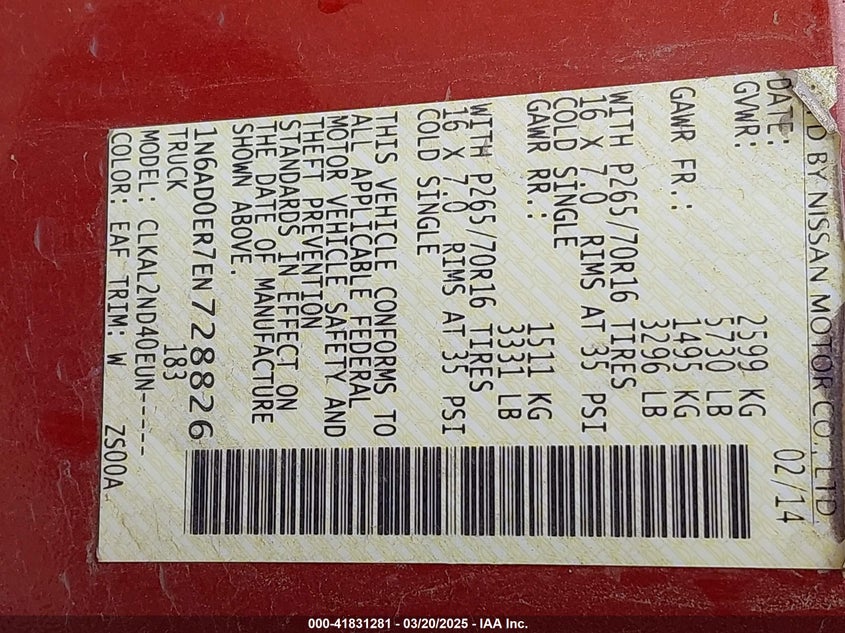 D BY NISSAN MOTOR CO., LTD
DATE: 02/14
GVWR: 2599 KG
5730 LB
GAWR FR.: 1495 KG
3296 LB
WITH P265/70R16 TIRES
16 X 7.0 RIMS AT 35 PSI
COLD SINGLE
GAWR RR.: 1511 KG
3331 LB
WITH P265/70R16 TIRES
16 X 7.0 RIMS AT 35 PSI
COLD SINGLE
THIS VEHICLE CONFORMS TO
ALL APPLICABLE FEDERAL
MOTOR VEHICLE SAFETY AND
THEFT PREVENTION
STANDARDS IN EFFECT ON
THE DATE OF MANUFACTURE
SHOWN ABOVE.
1N6AD0ER7EN728826
TRUCK 183
MODEL: CLKAL2ND40EUN-----
COLOR: EAF TRIM: W ZS00A
000-41831281 - 03/20/2025 - IAA Inc.